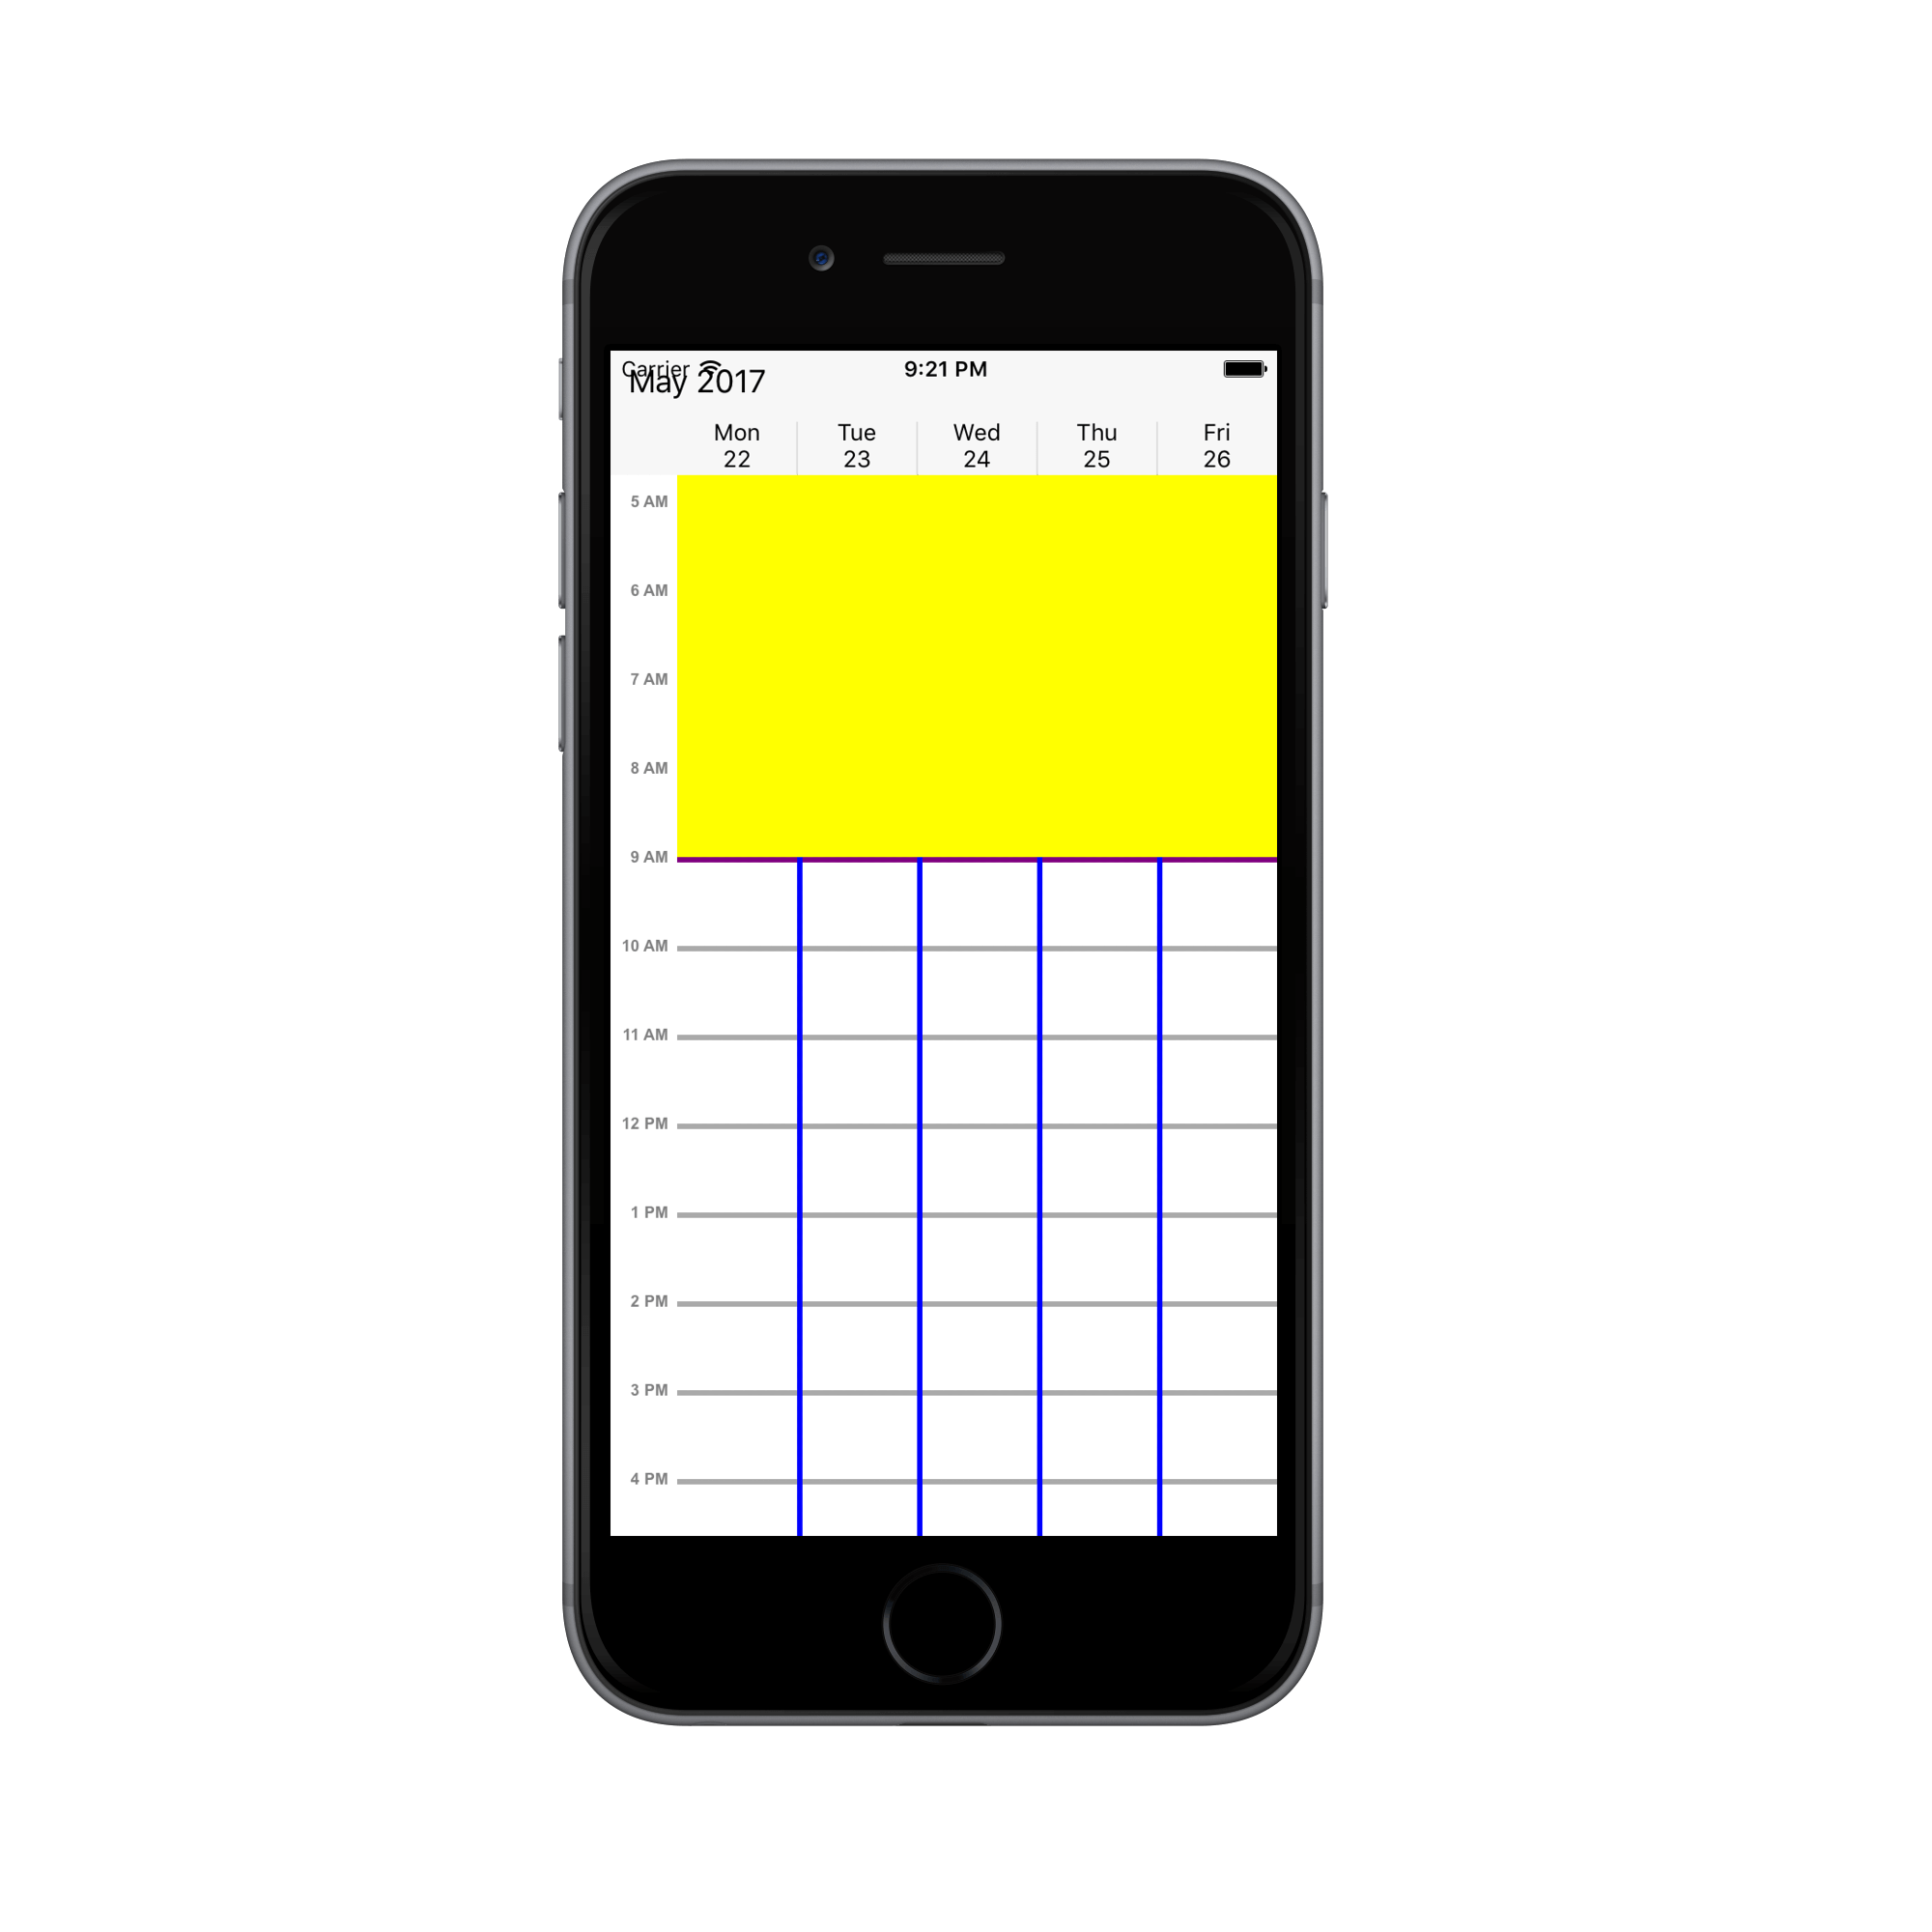 Carrier 9:21 PM
May 2017
Mon Tue Wed Thu Fri
22 23 24 25 26
5 AM
6 AM
7 AM
8 AM
9 AM
10 AM
11 AM
12 PM
1 PM
2 PM
3 PM
4 PM